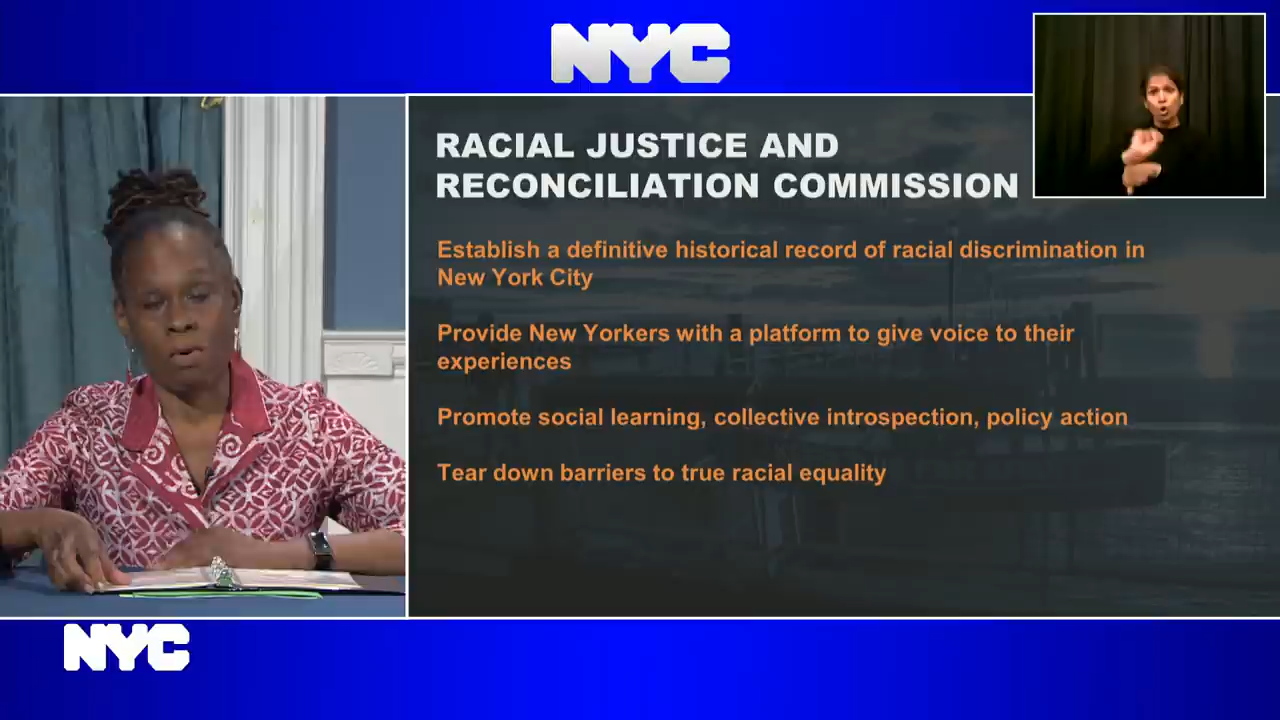 NYC
RACIAL JUSTICE AND
RECONCILIATION COMMISSION
Establish a definitive historical record of racial discrimination in
New York City
Provide New Yorkers with a platform to give voice to their
experiences
Promote social learning, collective introspection, policy action
Tear down barriers to true racial equality
NYC